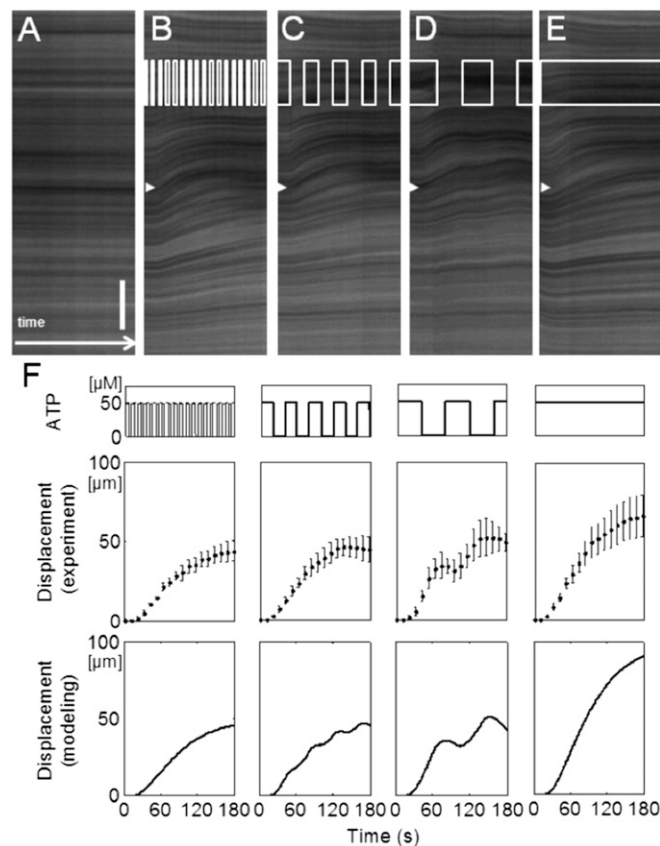 A B C D E
time
F
[µM]
ATP
50
0
Displacement
(experiment)
100
[µm]
50
0
Displacement
(modeling)
100
[µm]
50
0
0 60 120 180 0 60 120 180 0 60 120 180 0 60 120 180
Time (s)